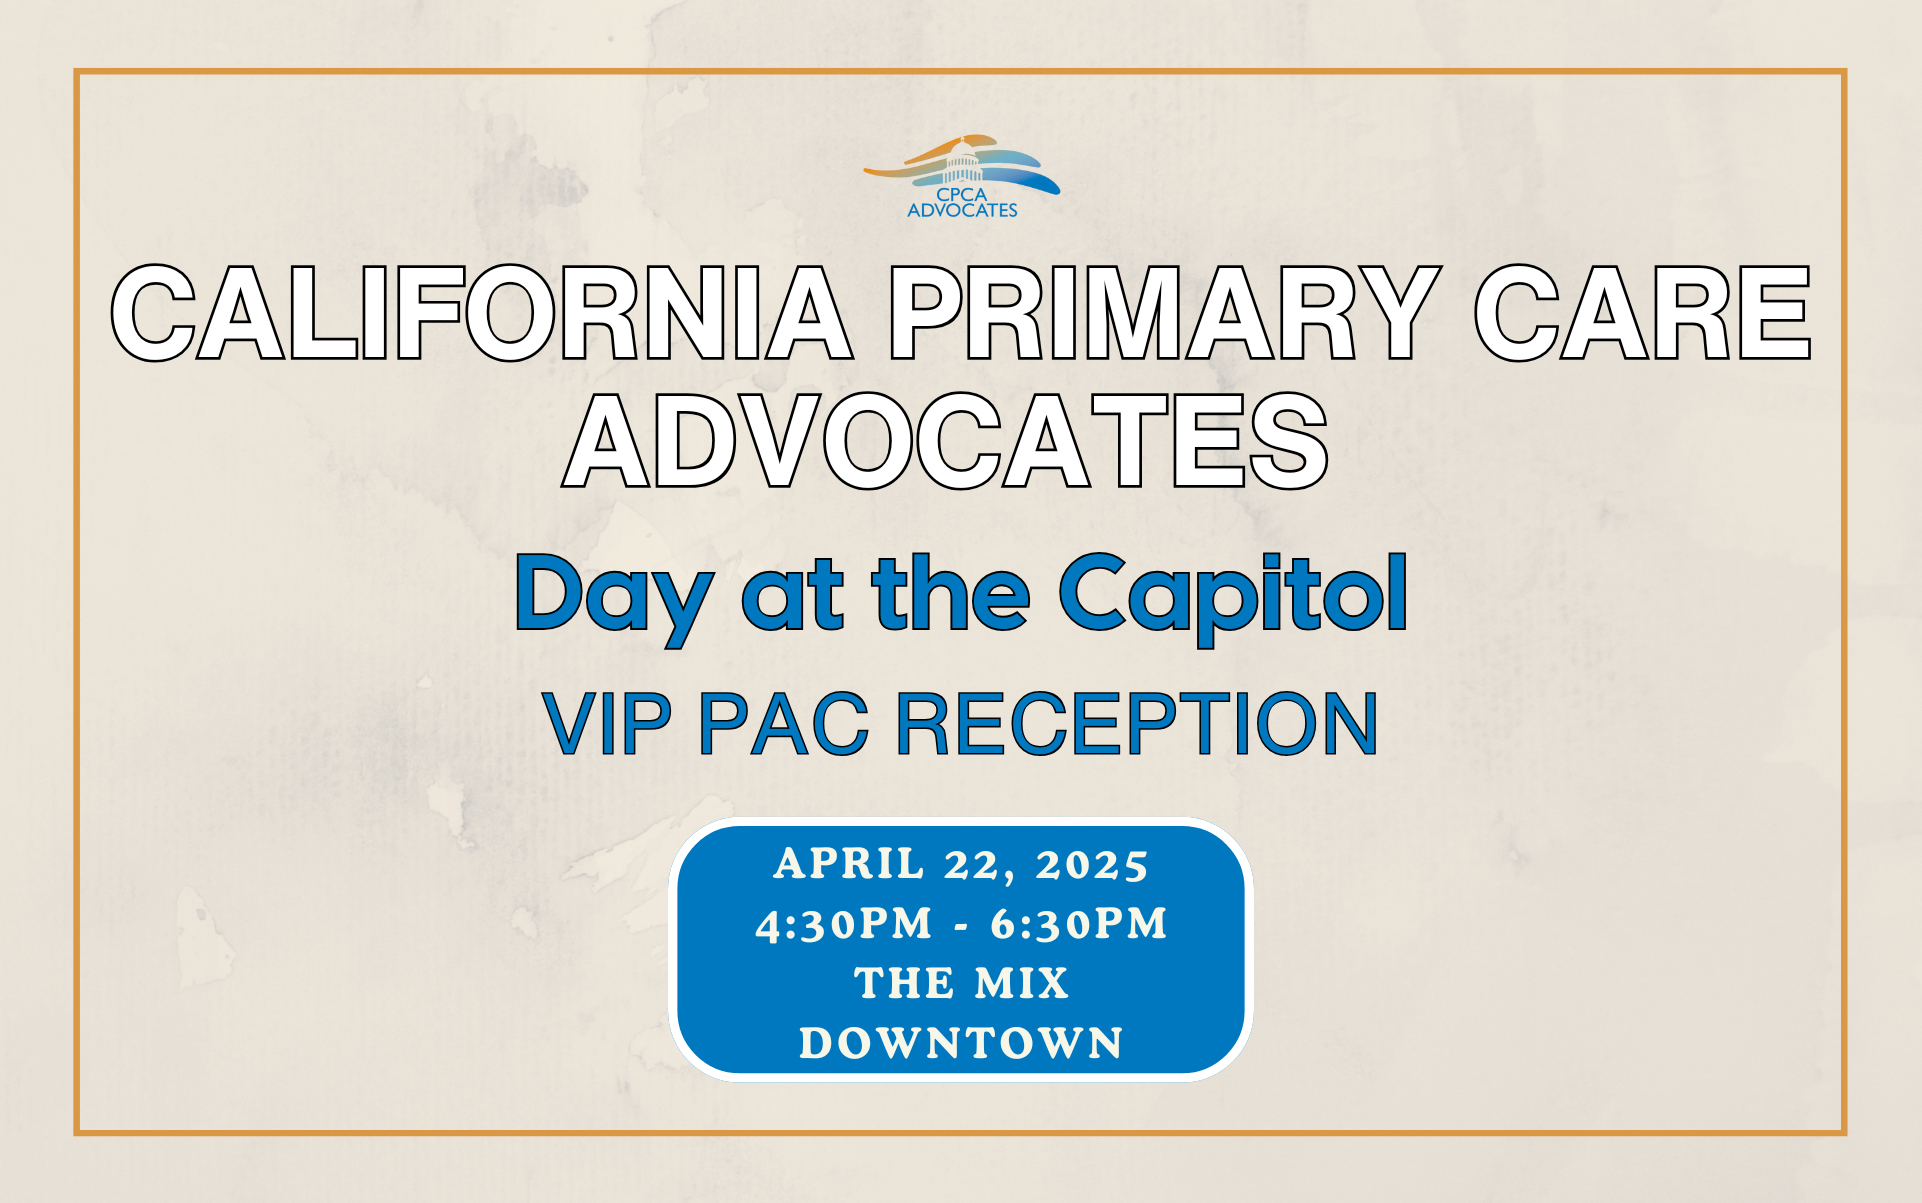 CPCA
ADVOCATES
CALIFORNIA PRIMARY CARE
ADVOCATES
Day at the Capitol
VIP PAC RECEPTION
APRIL 22, 2025
4:30PM - 6:30PM
THE MIX
DOWNTOWN